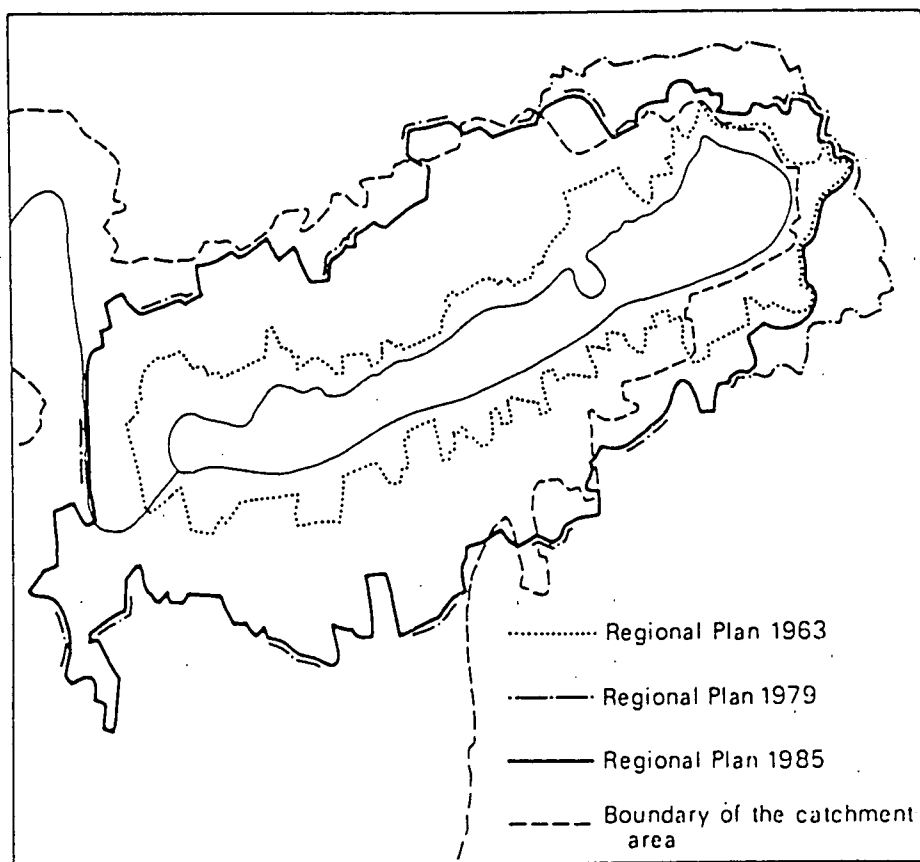 Regional Plan 1963
Regional Plan 1979
Regional Plan 1985
Boundary of the catchment
area